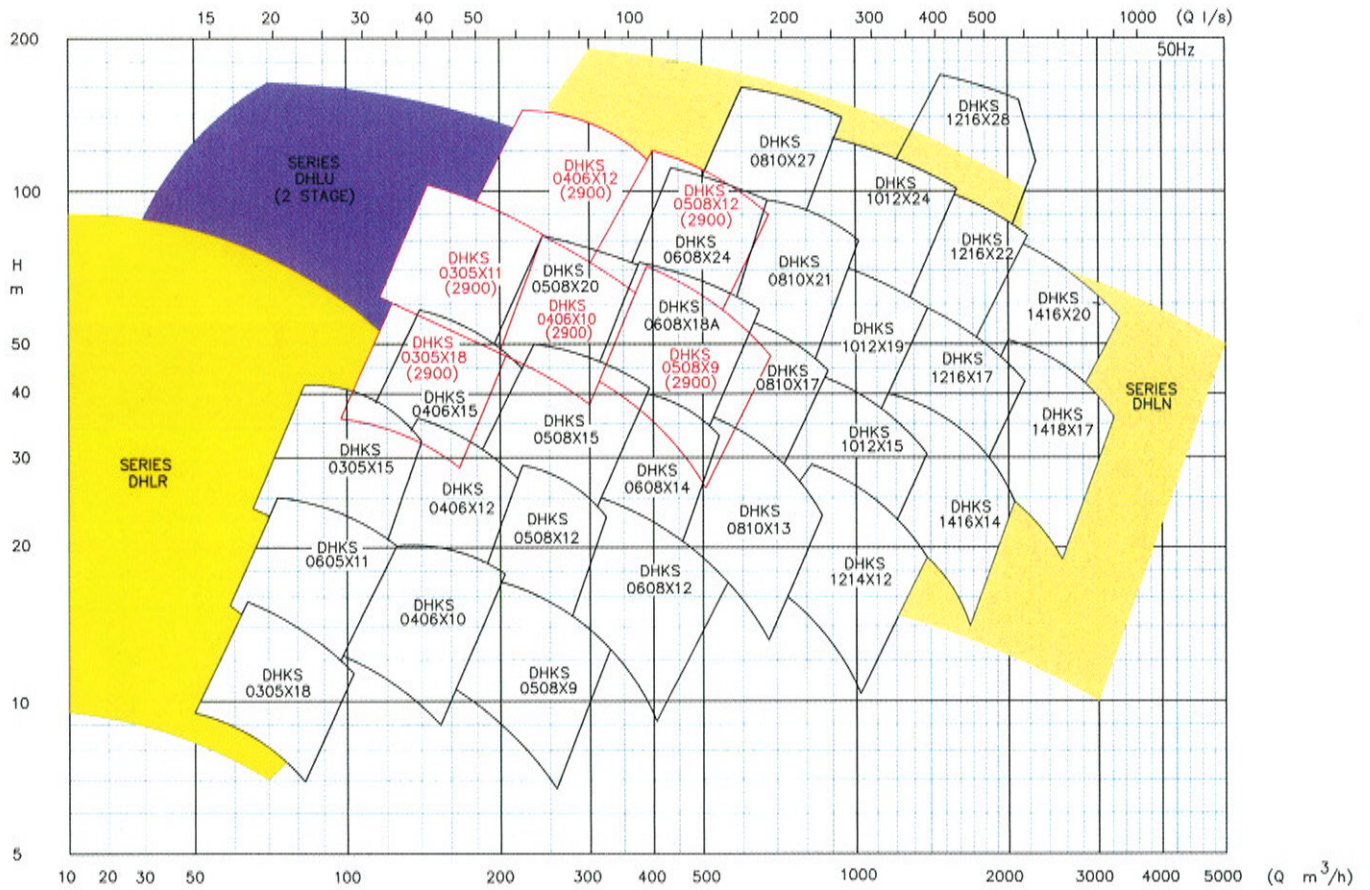 15 20 30 40 50 100 200 300 400 500 1000 (Q l/s)
200
50Hz
DHKS
1216X28
SERIES
DHLU
(2 STAGE)
DHKS
0406X12
(2900)
DHKS
0810X27
DHKS
0508X12
(2900)
DHKS
1012X24
100
DHKS
0608X24
DHKS
1216X22
H
m
DHKS
0305X11
(2900)
DHKS
0508X20
DHKS
0810X21
DHKS
0406X10
(2900)
DHKS
0608X18A
DHKS
1416X20
50
DHKS
0305X18
(2900)
DHKS
0508X9
(2900)
DHKS
1012X19
DHKS
0810X17
DHKS
1216X17
SERIES
DHLN
40
DHKS
0406X15
DHKS
0508X15
DHKS
1012X15
DHKS
1418X17
30
DHKS
0305X15
SERIES
DHLR
DHKS
0406X12
DHKS
0608X14
DHKS
0508X12
DHKS
0810X13
DHKS
1416X14
20
DHKS
0605X11
DHKS
0608X12
DHKS
1214X12
DHKS
0406X10
DHKS
0305X18
DHKS
0508X9
10
5
10 20 30 50 100 200 300 400 500 1000 2000 3000 4000 5000 (Q m³/h)